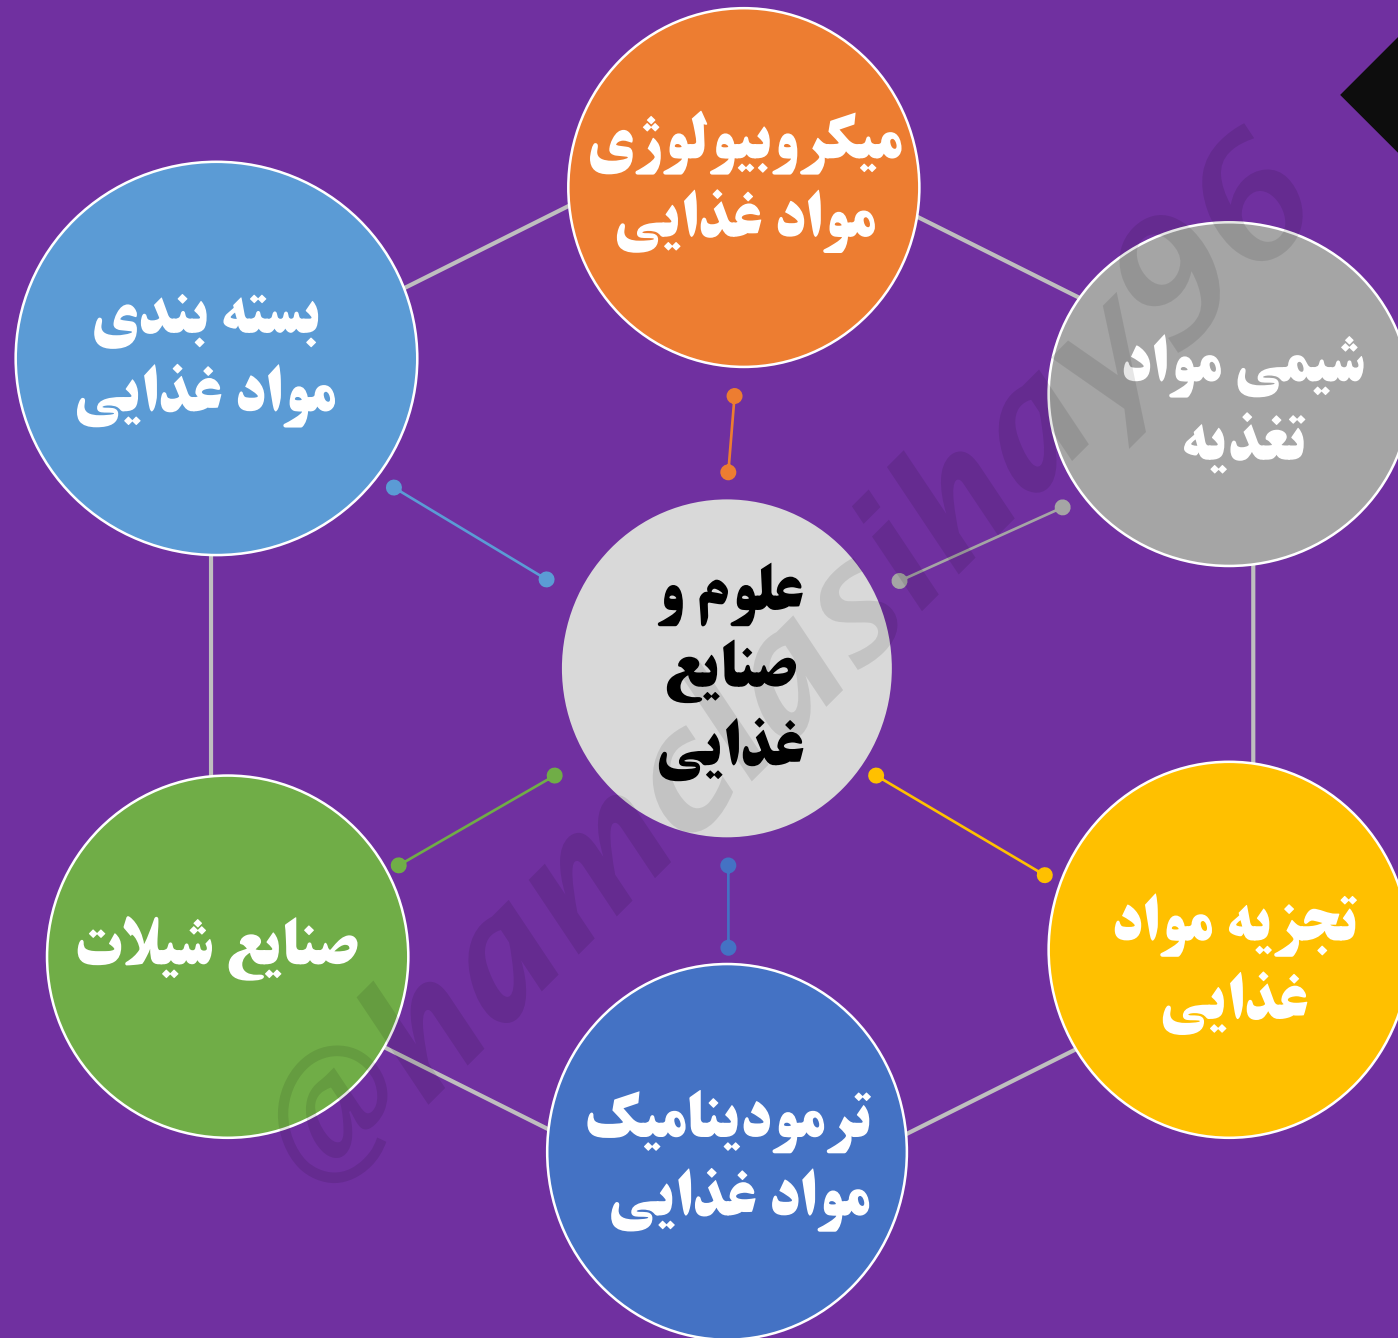 میکروبیولوژی
مواد غذایی
شیمی مواد
تغذیه
بسته بندی
مواد غذایی
علوم و
صنایع
غذایی
تجزیه مواد
غذایی
صنایع شیلات
ترمودینامیک
مواد غذایی
@hamclasihay96